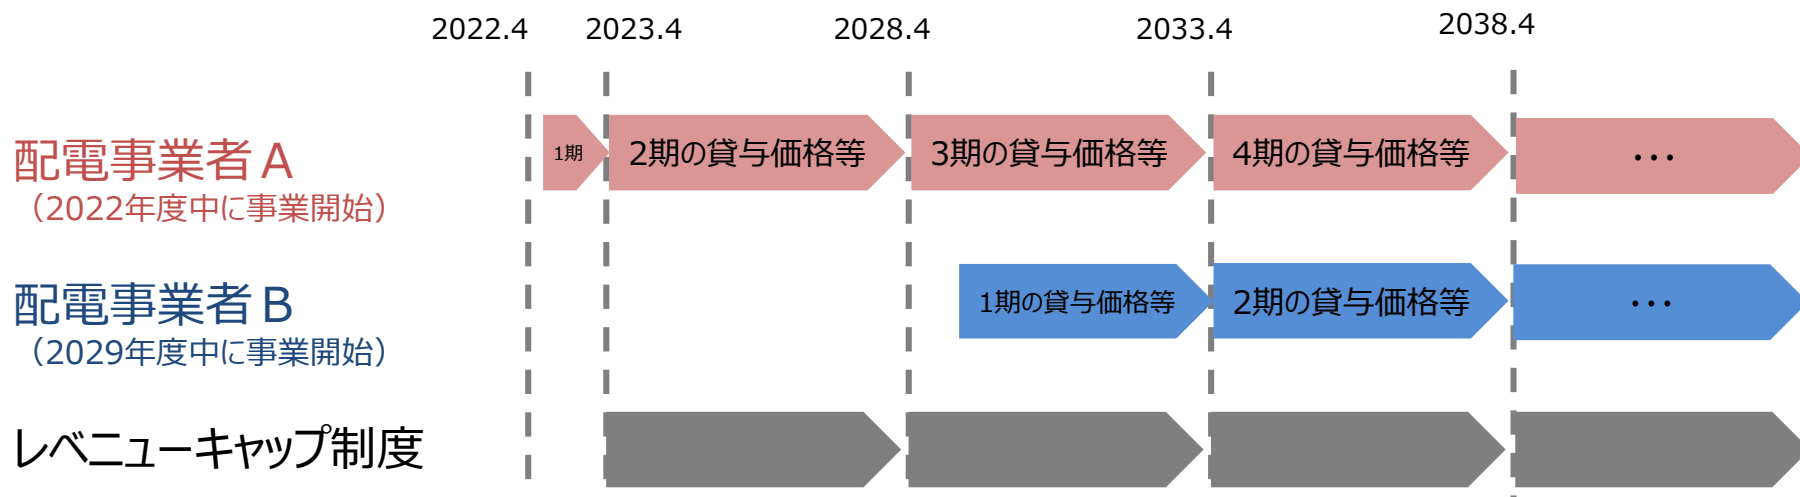 2022.4 2023.4 2028.4 2033.4 2038.4
配電事業者A
（2022年度中に事業開始）
1期 2期の貸与価格等 3期の貸与価格等 4期の貸与価格等 ・・・
配電事業者B
（2029年度中に事業開始）
1期の貸与価格等 2期の貸与価格等 ・・・
レベニューキャップ制度